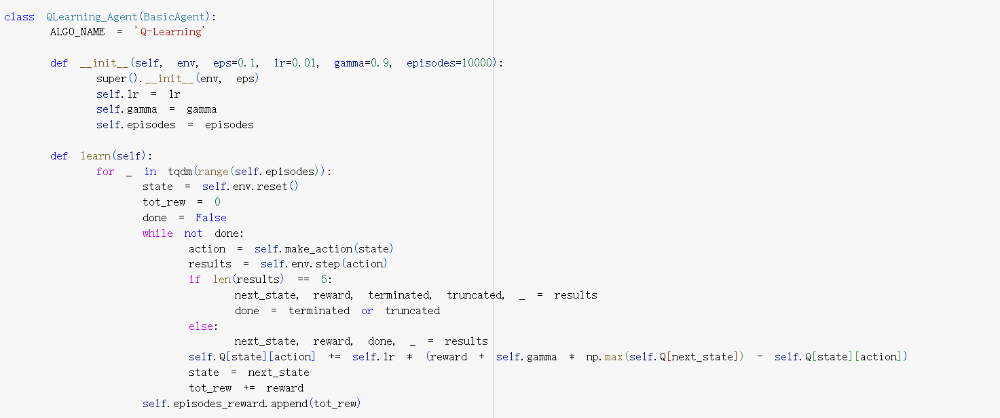 class QLearning_Agent(BasicAgent):
ALGO_NAME = 'Q-Learning'
def __init__(self, env, eps=0.1, lr=0.01, gamma=0.9, episodes=10000):
super().__init__(env, eps)
self.lr = lr
self.gamma = gamma
self.episodes = episodes
def learn(self):
for _ in tqdm(range(self.episodes)):
state = self.env.reset()
tot_rew = 0
done = False
while not done:
action = self.make_action(state)
results = self.env.step(action)
if len(results) == 5:
next_state, reward, terminated, truncated, _ = results
done = terminated or truncated
else:
next_state, reward, done, _ = results
self.Q[state][action] += self.lr * (reward + self.gamma * np.max(self.Q[next_state]) - self.Q[state][action])
state = next_state
tot_rew += reward
self.episodes_reward.append(tot_rew)